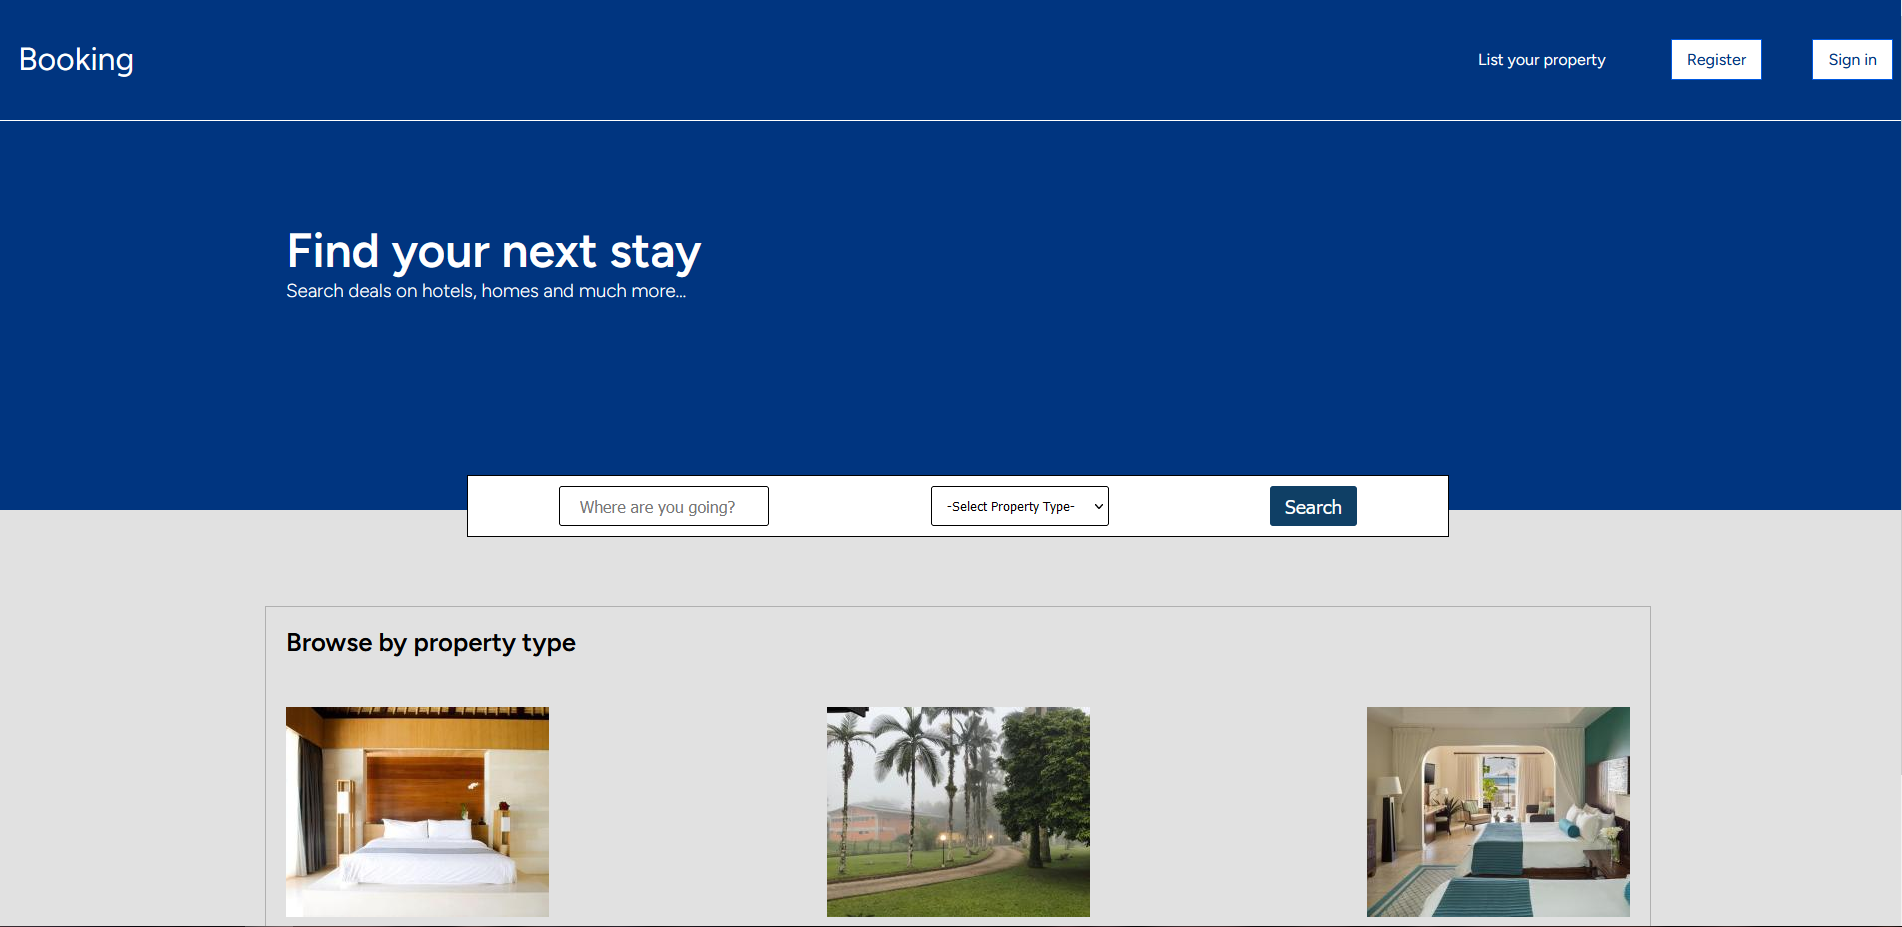 Booking
List your property
Register
Sign in
Find your next stay
Search deals on hotels, homes and much more...
Where are you going?
-Select Property Type-
Search
Browse by property type